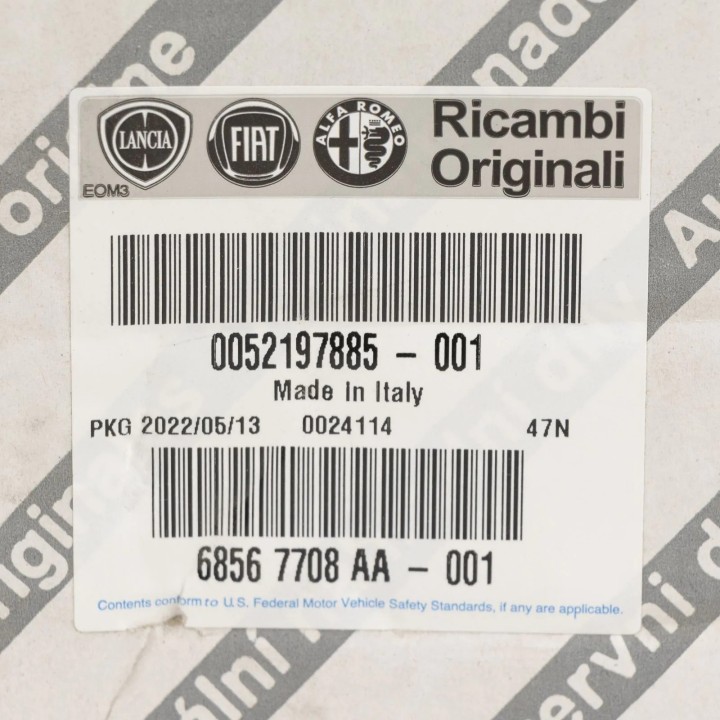 LANCIA FIAT ALFA ROMEO Ricambi
Originali
EOM3
0052197885 - 001
Made in Italy
PKG 2022/05/13 0024114 47N
6856 7708 AA - 001
Contents conform to U.S. Federal Motor Vehicle Safety Standards, if any are applicable.